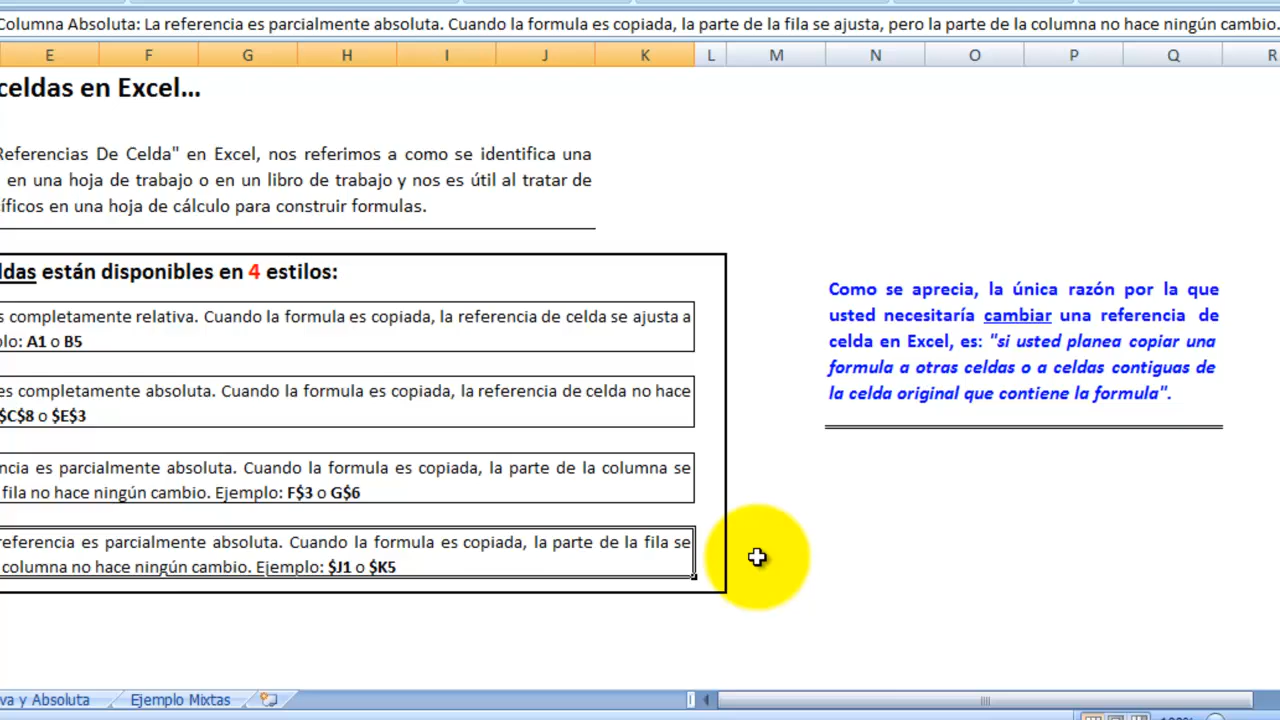 Columna Absoluta: La referencia es parcialmente absoluta. Cuando la formula es copiada, la parte de la fila se ajusta, pero la parte de la columna no hace ningún cambio.
E F G H I J K L M N O P Q R
celdas en Excel...
Referencias De Celda" en Excel, nos referimos a como se identifica una
en una hoja de trabajo o en un libro de trabajo y nos es útil al tratar de
íficos en una hoja de cálculo para construir formulas.
ldas están disponibles en 4 estilos:
s completamente relativa. Cuando la formula es copiada, la referencia de celda se ajusta a
plo: A1 o B5
es completamente absoluta. Cuando la formula es copiada, la referencia de celda no hace
$C$8 o $E$3
ncia es parcialmente absoluta. Cuando la formula es copiada, la parte de la columna se
fila no hace ningún cambio. Ejemplo: F$3 o G$6
referencia es parcialmente absoluta. Cuando la formula es copiada, la parte de la fila se
columna no hace ningún cambio. Ejemplo: $J1 o $K5
Como se aprecia, la única razón por la que
usted necesitaría cambiar una referencia de
celda en Excel, es: "si usted planea copiar una
formula a otras celdas o a celdas contiguas de
la celda original que contiene la formula".
va y Absoluta Ejemplo Mixtas